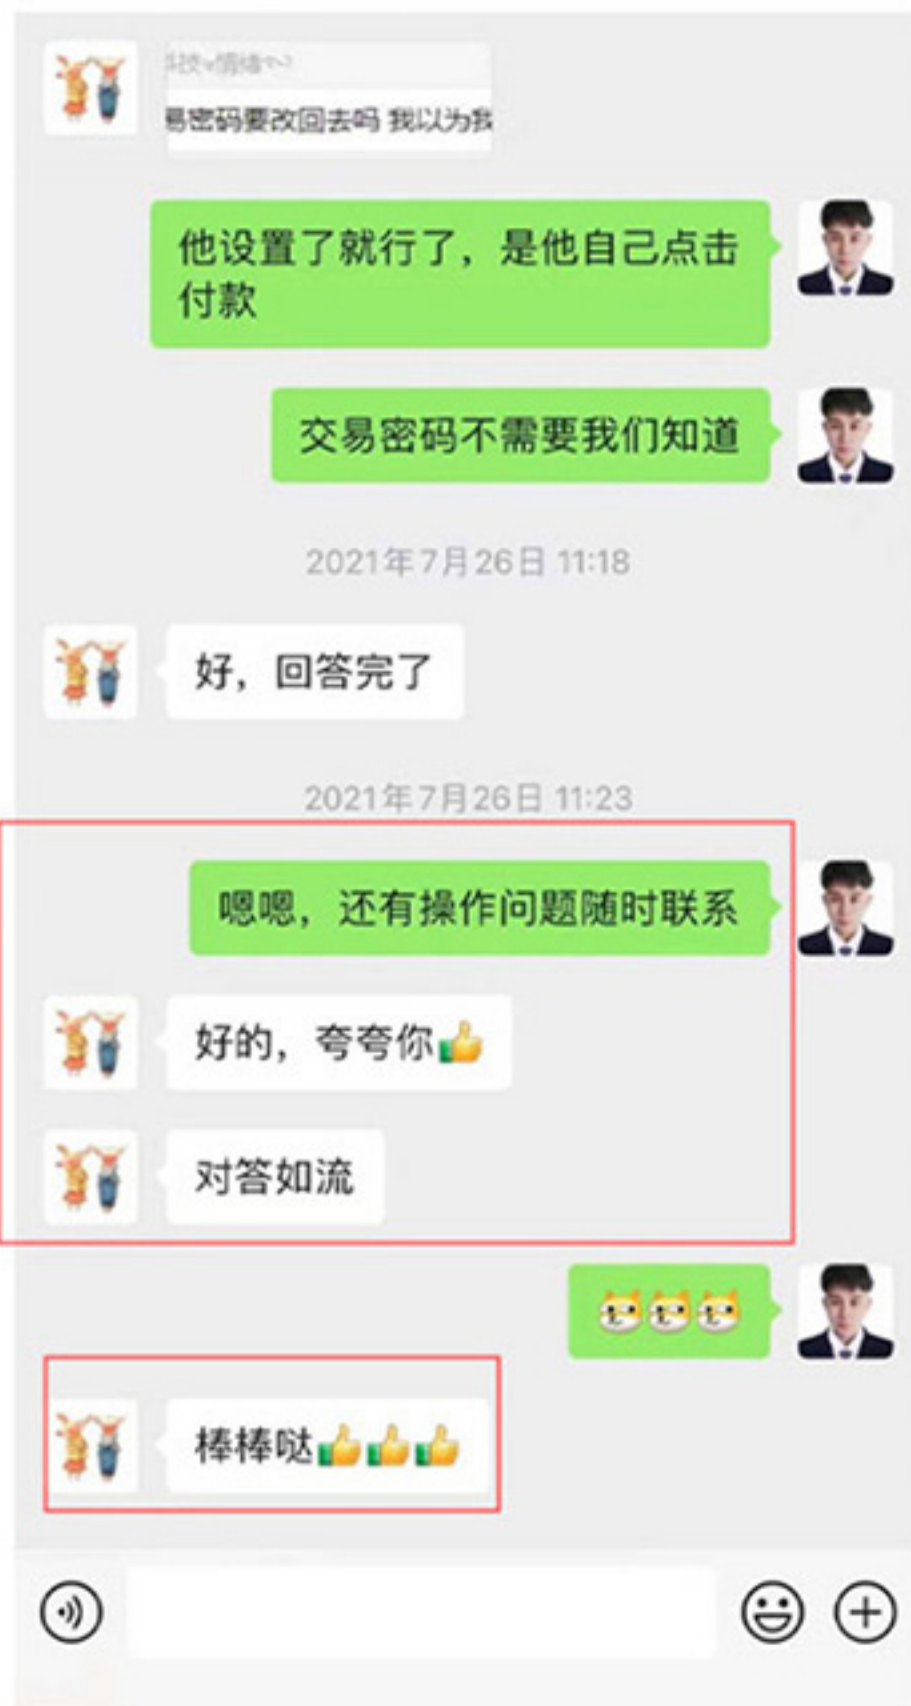 情绪
易密码要改回去吗 我以为我
他设置了就行了，是他自己点击
付款
交易密码不需要我们知道
2021年7月26日 11:18
好，回答完了
2021年7月26日 11:23
嗯嗯，还有操作问题随时联系
好的，夸夸你
对答如流
棒棒哒